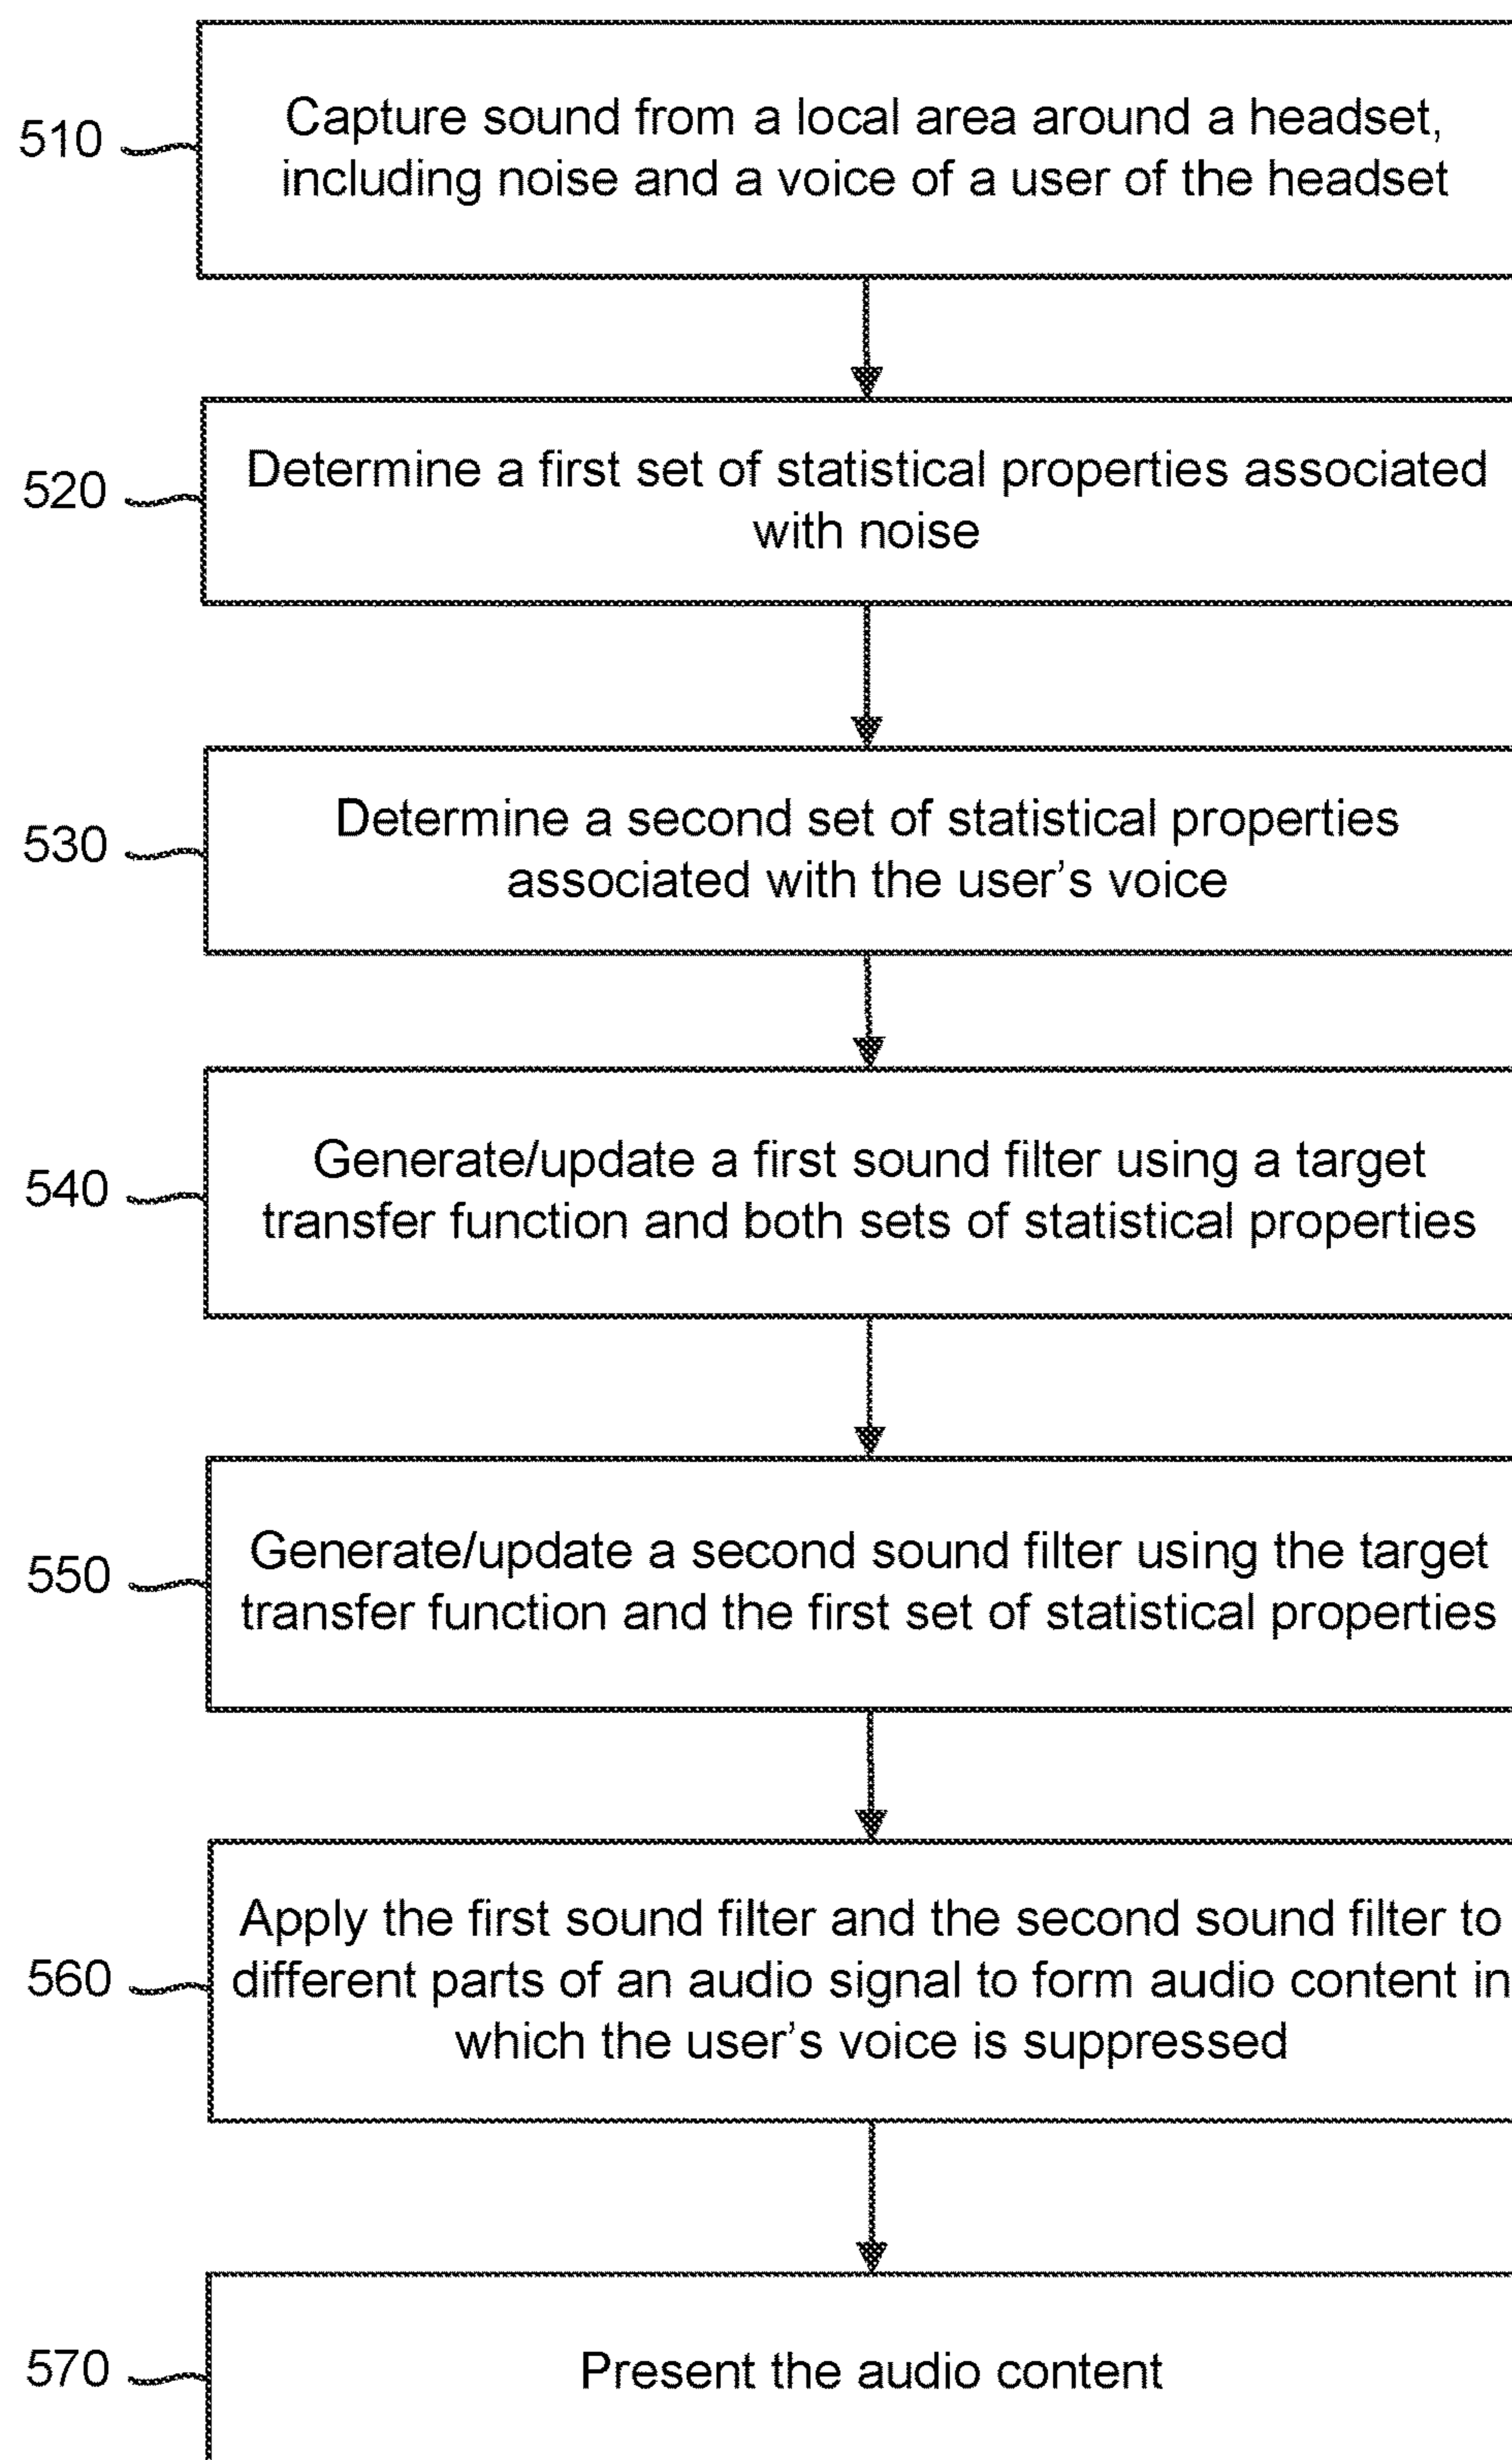 510
Capture sound from a local area around a headset,
including noise and a voice of a user of the headset
520
Determine a first set of statistical properties associated
with noise
530
Determine a second set of statistical properties
associated with the user's voice
540
Generate/update a first sound filter using a target
transfer function and both sets of statistical properties
550
Generate/update a second sound filter using the target
transfer function and the first set of statistical properties
560
Apply the first sound filter and the second sound filter to
different parts of an audio signal to form audio content in
which the user's voice is suppressed
570
Present the audio content